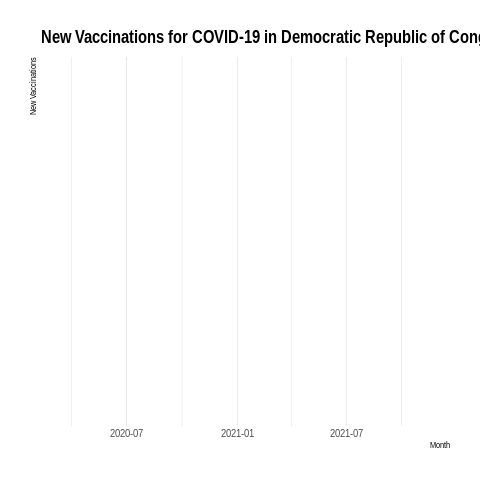 New Vaccinations for COVID-19 in Democratic Republic of Cong
New Vaccinations
2020-07 2021-01 2021-07
Month